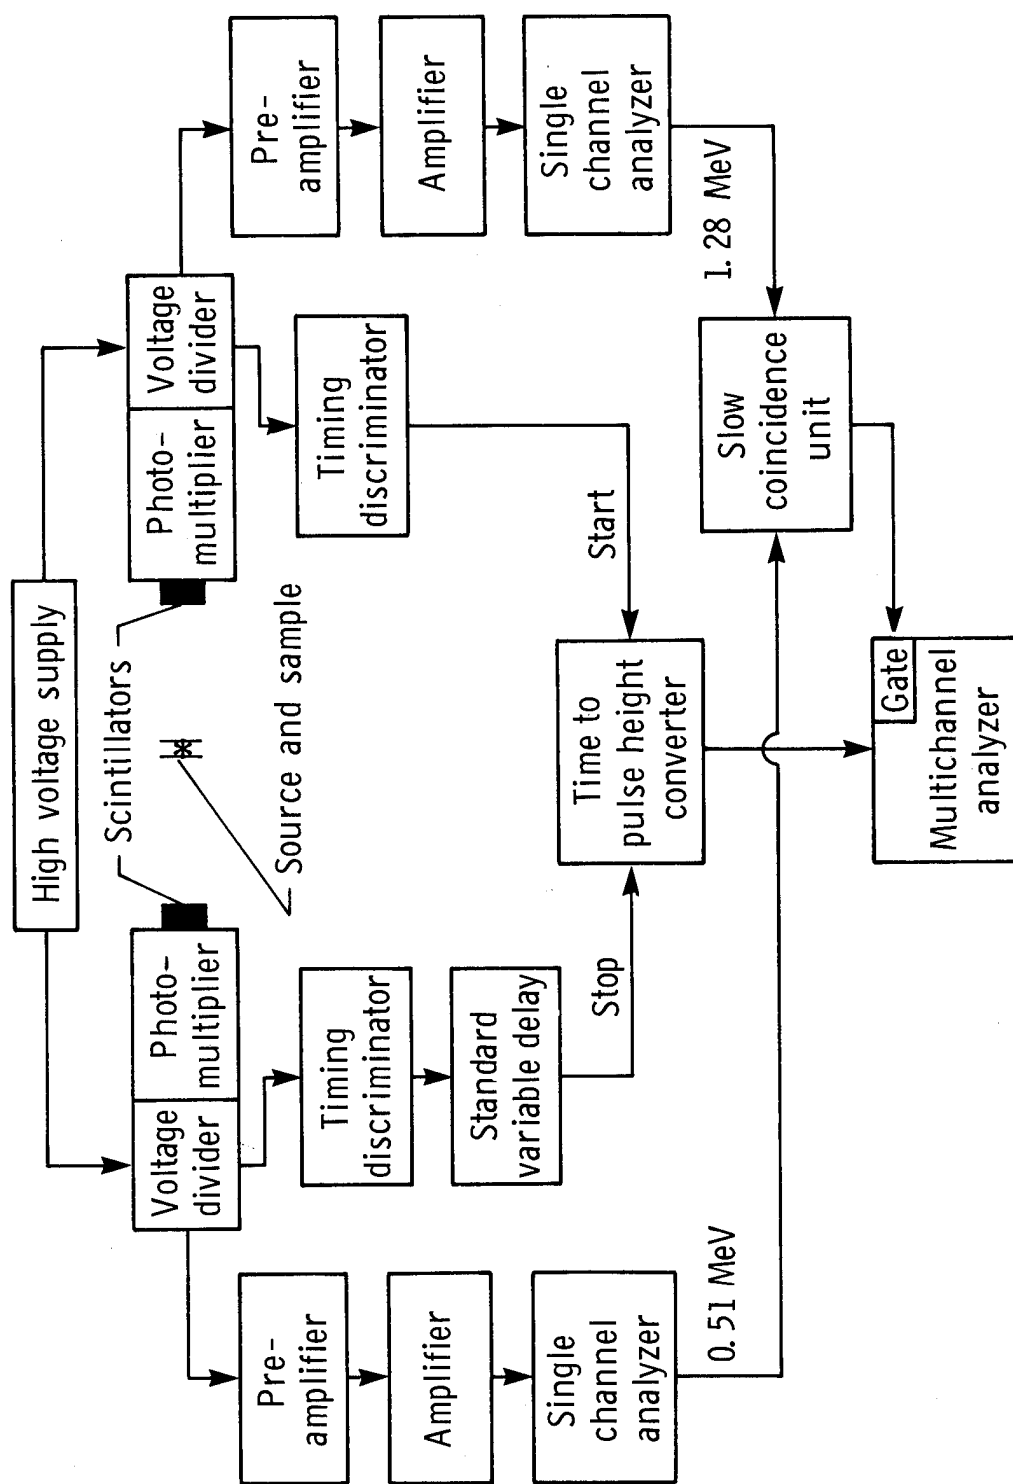 High voltage supply
Scintillators
Voltage
divider
Photo-
multiplier
Photo-
multiplier
Voltage
divider
Source and sample
Pre-
amplifier
Timing
discriminator
Timing
discriminator
Pre-
amplifier
Amplifier
Standard
variable delay
Amplifier
Single
channel
analyzer
Stop
Start
Single
channel
analyzer
Time to
pulse height
converter
0.51 MeV
1.28 MeV
Slow
coincidence
unit
Gate
Multichannel
analyzer